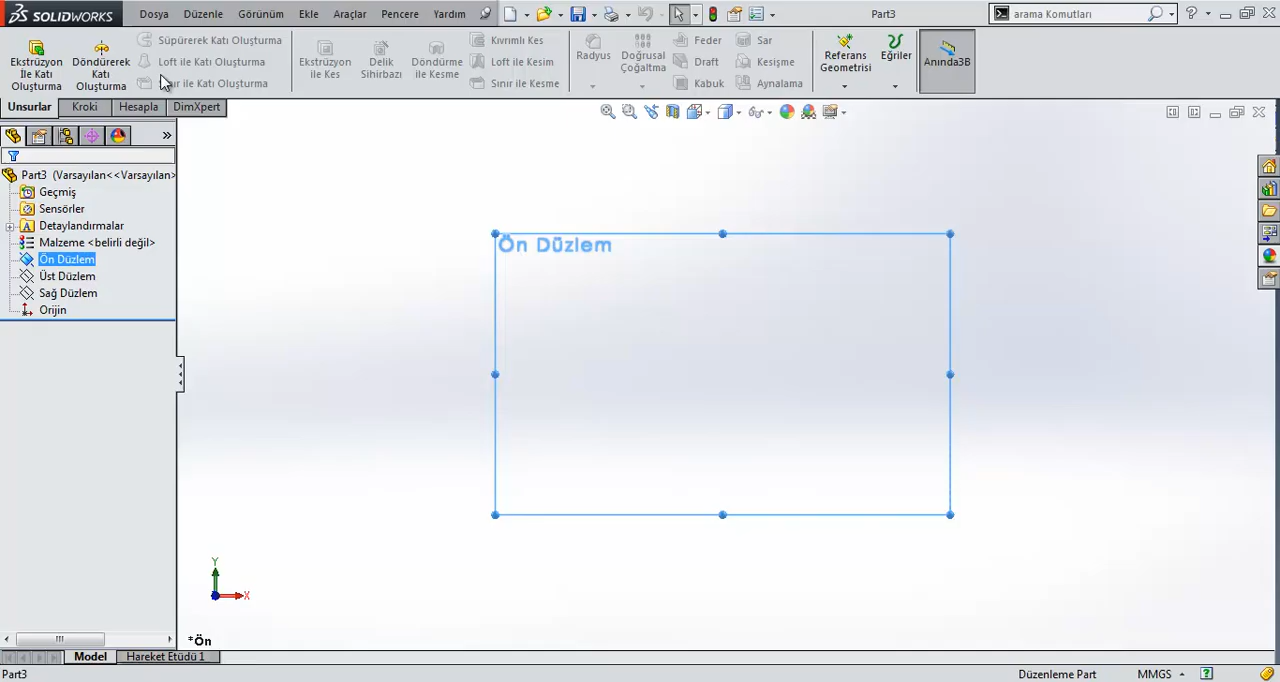 SOLIDWORKS Dosya Düzenle Görünüm Ekle Araçlar Pencere Yardım Part3 arama Komutları
Ekstrüzyon İle Katı Oluşturma
Döndürerek Katı Oluşturma
Süpürerek Katı Oluşturma
Loft ile Katı Oluşturma
ır ile Katı Oluşturma
Ekstrüzyon ile Kes
Delik Sihirbazı
Döndürme ile Kesme
Kıvrımlı Kes
Loft ile Kesim
Sınır ile Kesme
Radyus
Doğrusal Çoğaltma
Feder
Draft
Kabuk
Sar
Kesişme
Aynalama
Referans Geometrisi
Eğriler
Anında3B
Unsurlar Kroki Hesapla DimXpert
Part3 (Varsayılan<<Varsayılan>
Geçmiş
Sensörler
Detaylandırmalar
Malzeme <belirli değil>
Ön Düzlem
Üst Düzlem
Sağ Düzlem
Orijin
Ön Düzlem
Y
X
*Ön
Model Hareket Etüdü 1
Part3 Düzenleme Part MMGS